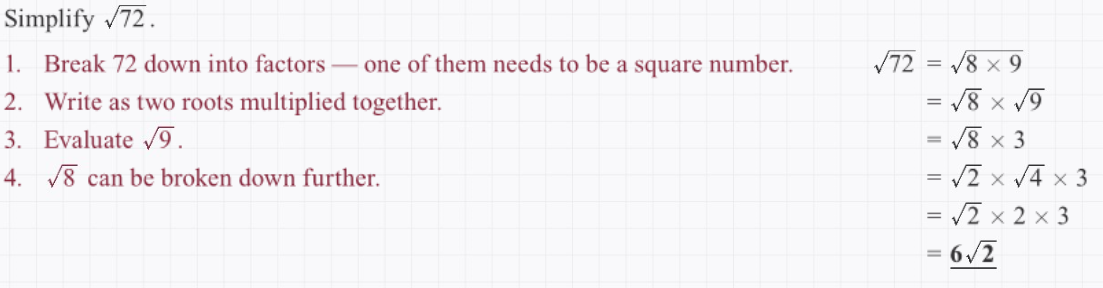 Simplify √72.
1. Break 72 down into factors — one of them needs to be a square number. √72 = √8 × 9
2. Write as two roots multiplied together. = √8 × √9
3. Evaluate √9. = √8 × 3
4. √8 can be broken down further. = √2 × √4 × 3
= √2 × 2 × 3
= 6√2